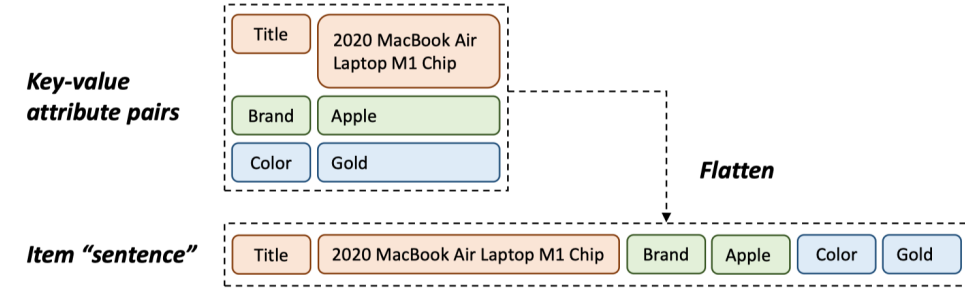 Key-value
attribute pairs
Title
2020 MacBook Air
Laptop M1 Chip
Brand
Apple
Color
Gold
Flatten
Item “sentence”
Title
2020 MacBook Air Laptop M1 Chip
Brand
Apple
Color
Gold